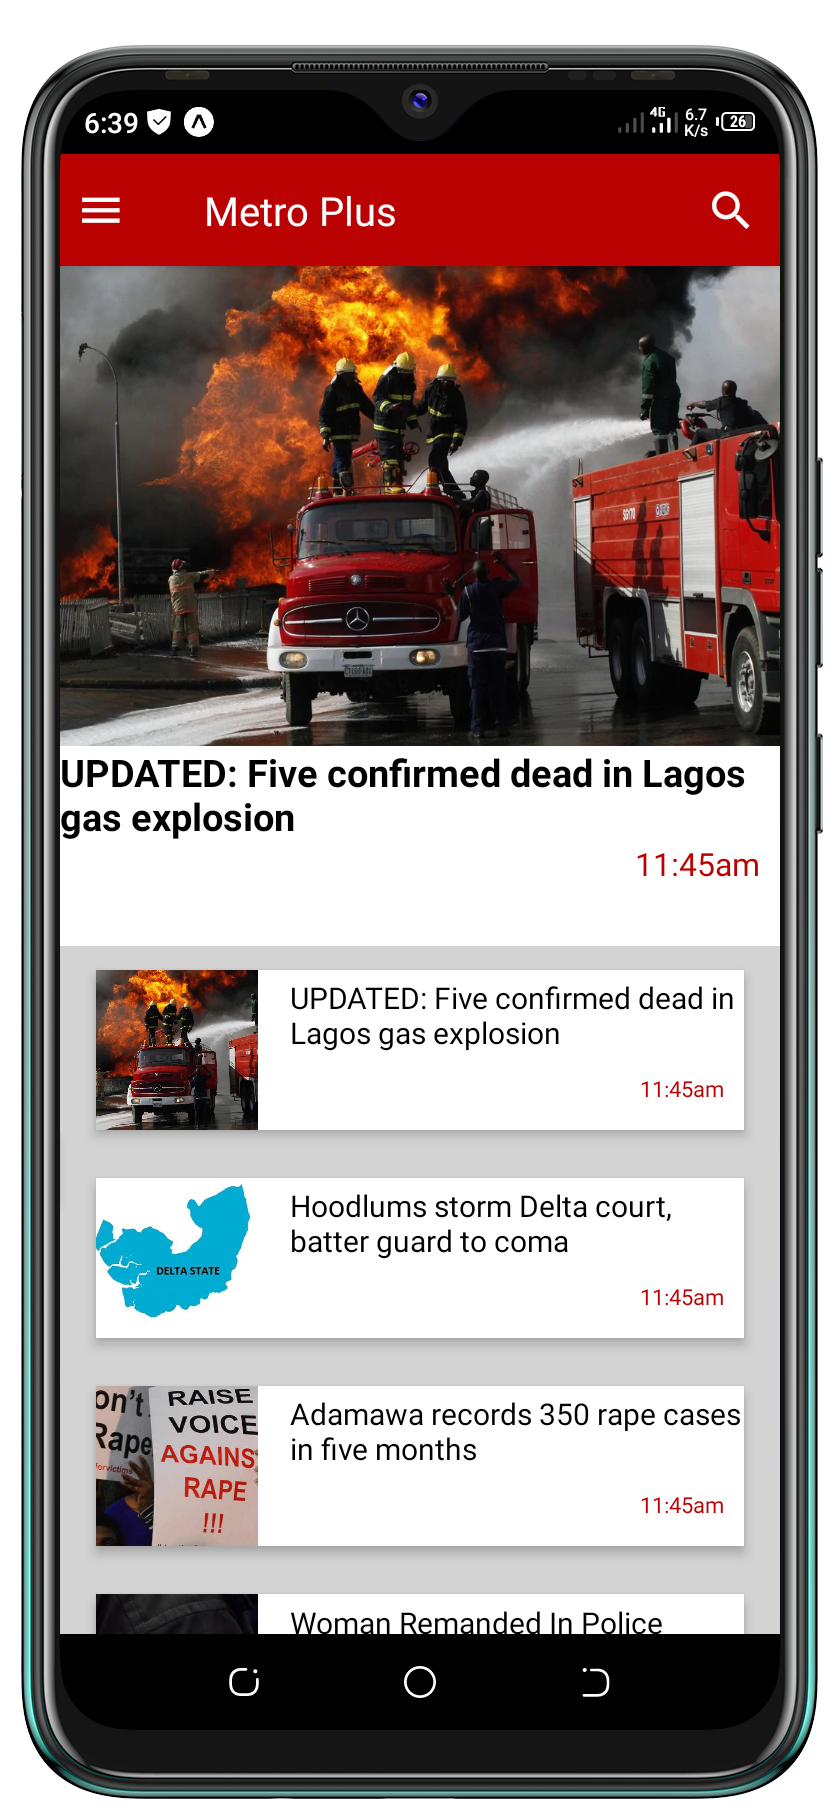 6:39
4G
6.7
K/s
26
Metro Plus
UPDATED: Five confirmed dead in Lagos
gas explosion
11:45am
UPDATED: Five confirmed dead in
Lagos gas explosion
11:45am
DELTA STATE
Hoodlums storm Delta court,
batter guard to coma
11:45am
on't
Rape
forvictims
RAISE
VOICE
AGAINS
RAPE
!!!
Adamawa records 350 rape cases
in five months
11:45am
Woman Remanded In Police